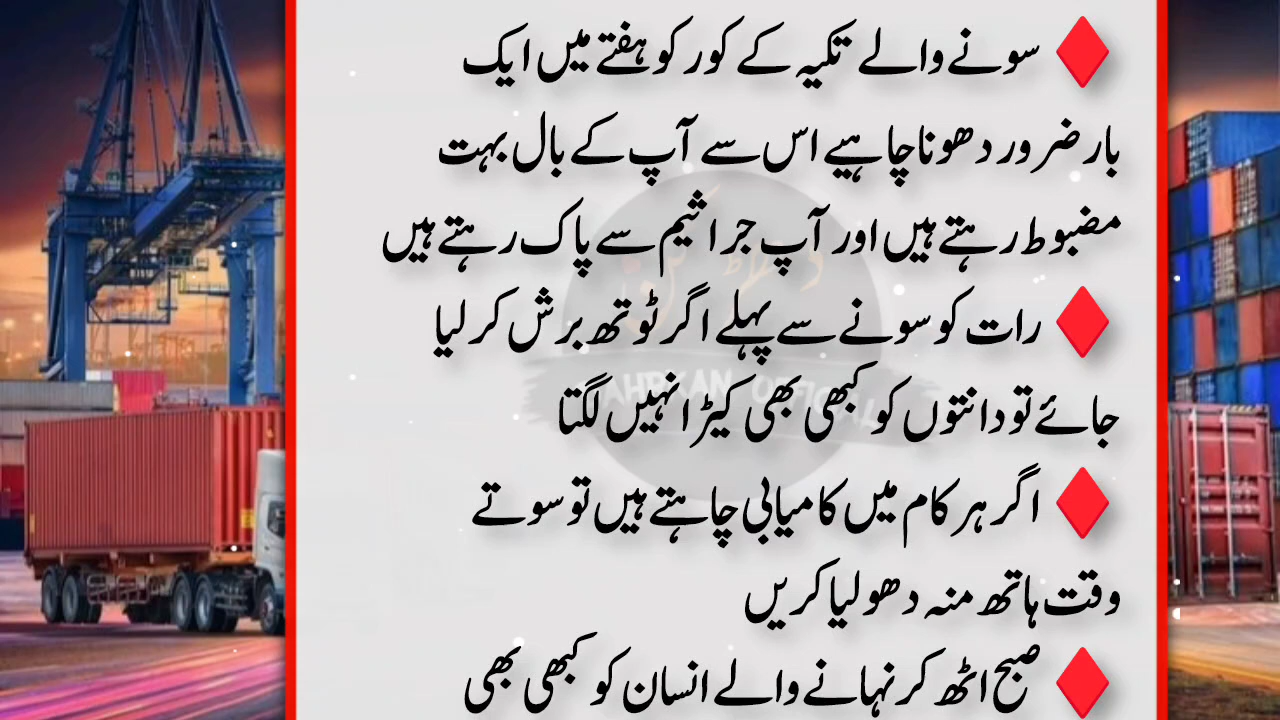 سونے والے تکیہ کے کور کو ہفتے میں ایک
بار ضرور دھونا چاہیے اس سے آپ کے بال بہت
مضبوط رہتے ہیں اور آپ جراثیم سے پاک رہتے ہیں
رات کو سونے سے پہلے اگر ٹوتھ برش کر لیا
جائے تو دانتوں کو کبھی بھی کیڑا نہیں لگتا
اگر ہر کام میں کامیابی چاہتے ہیں تو سوتے
وقت ہاتھ منہ دھو لیا کریں
صبح اٹھ کر نہانے والے انسان کو کبھی بھی